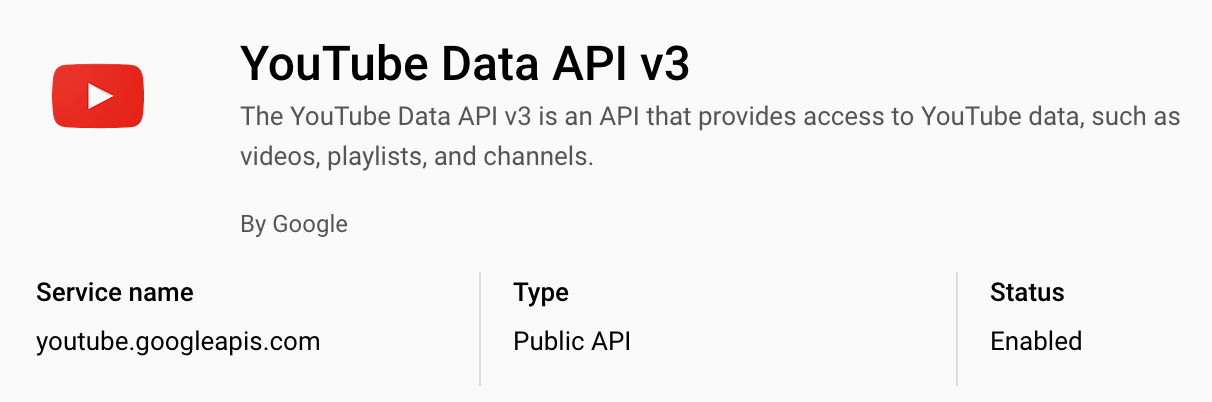 YouTube Data API v3
The YouTube Data API v3 is an API that provides access to YouTube data, such as
videos, playlists, and channels.
By Google
Service name
youtube.googleapis.com
Type
Public API
Status
Enabled